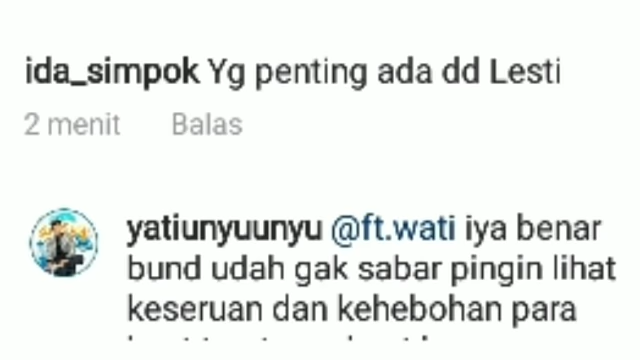 ida_simpok Yg penting ada dd Lesti
2 menit Balas
yatiunyuunyu @ft.wati iya benar
bund udah gak sabar pingin lihat
keseruan dan kehebohan para